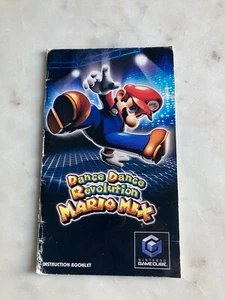 Dance Dance
Revolution
MARIO MIX
INSTRUCTION BOOKLET
NINTENDO
GAMECUBE